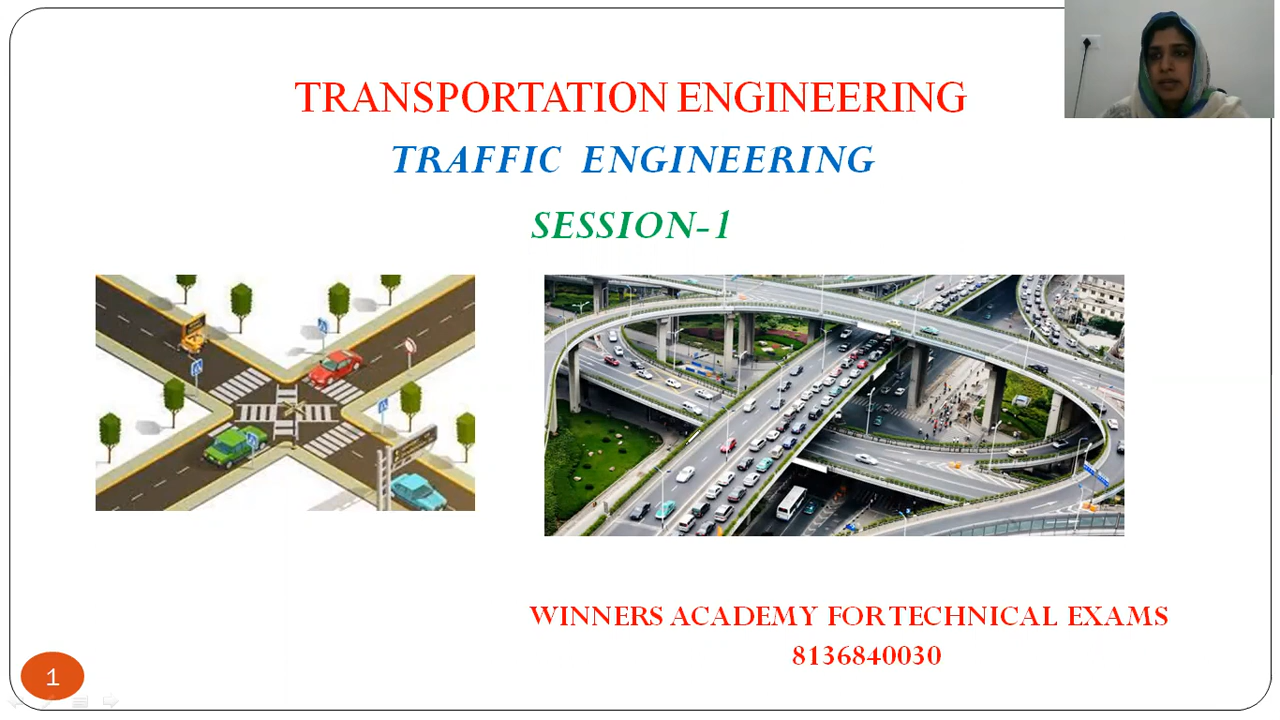 TRANSPORTATION ENGINEERING
TRAFFIC ENGINEERING
SESSION-1
WINNERS ACADEMY FOR TECHNICAL EXAMS
8136840030
1